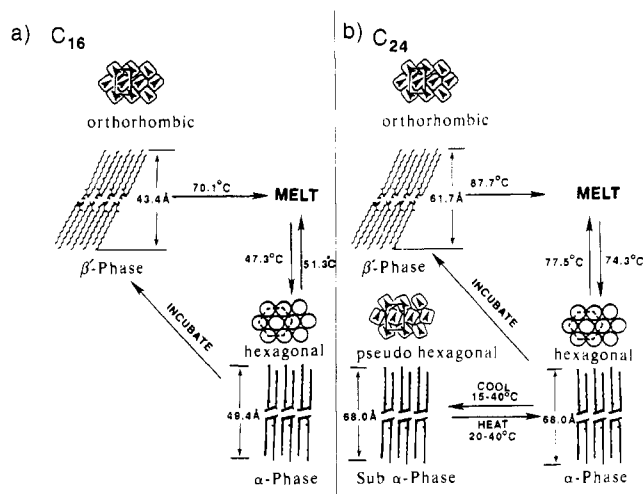 a) C16
orthorhombic
43.4Å
70.1°C
MELT
β′-Phase
47.3°C
51.3°C
INCUBATE
hexagonal
49.4Å
α-Phase
b) C24
orthorhombic
61.7Å
87.7°C
MELT
β′-Phase
77.5°C
74.3°C
INCUBATE
pseudo hexagonal
hexagonal
68.0Å
COOL
15-40°C
HEAT
20-40°C
68.0Å
Sub α-Phase
α-Phase